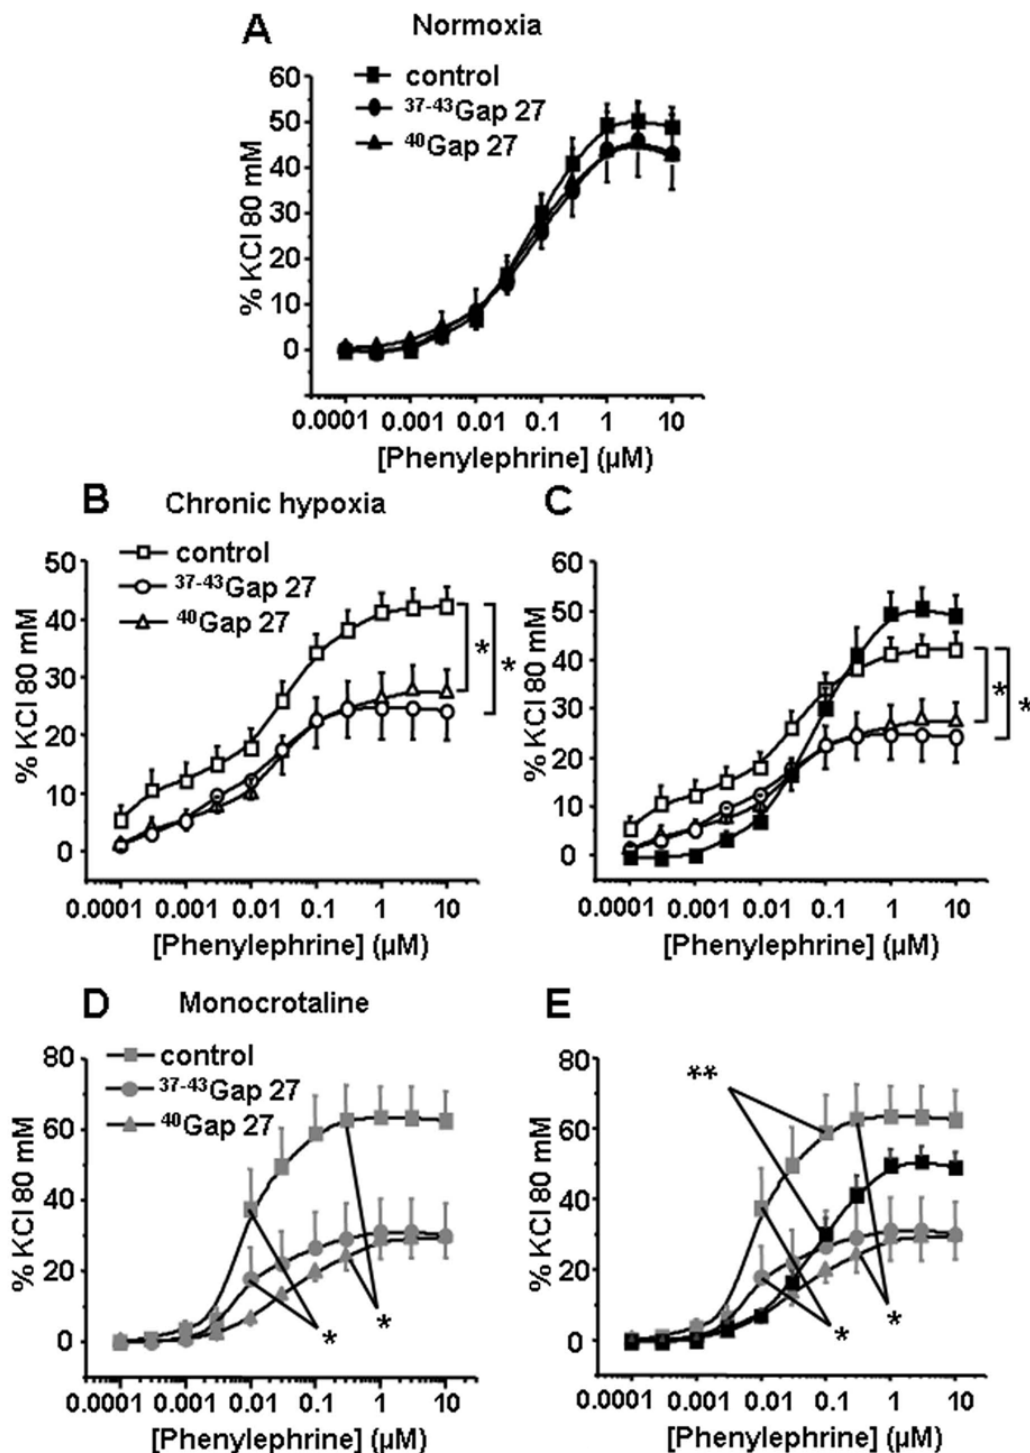 A Normoxia
control
37-43Gap 27
40Gap 27
% KCl 80 mM
60
50
40
30
20
10
0
0.0001 0.001 0.01 0.1 1 10
[Phenylephrine] (µM)
B Chronic hypoxia
control
37-43Gap 27
40Gap 27
% KCl 80 mM
50
40
30
20
10
0
* *
0.0001 0.001 0.01 0.1 1 10
[Phenylephrine] (µM)
C
% KCl 80 mM
60
50
40
30
20
10
0
* *
0.0001 0.001 0.01 0.1 1 10
[Phenylephrine] (µM)
D Monocrotaline
control
37-43Gap 27
40Gap 27
% KCl 80 mM
80
60
40
20
0
* *
0.0001 0.001 0.01 0.1 1 10
[Phenylephrine] (µM)
E
% KCl 80 mM
80
60
40
20
0
**
* *
0.0001 0.001 0.01 0.1 1 10
[Phenylephrine] (µM)